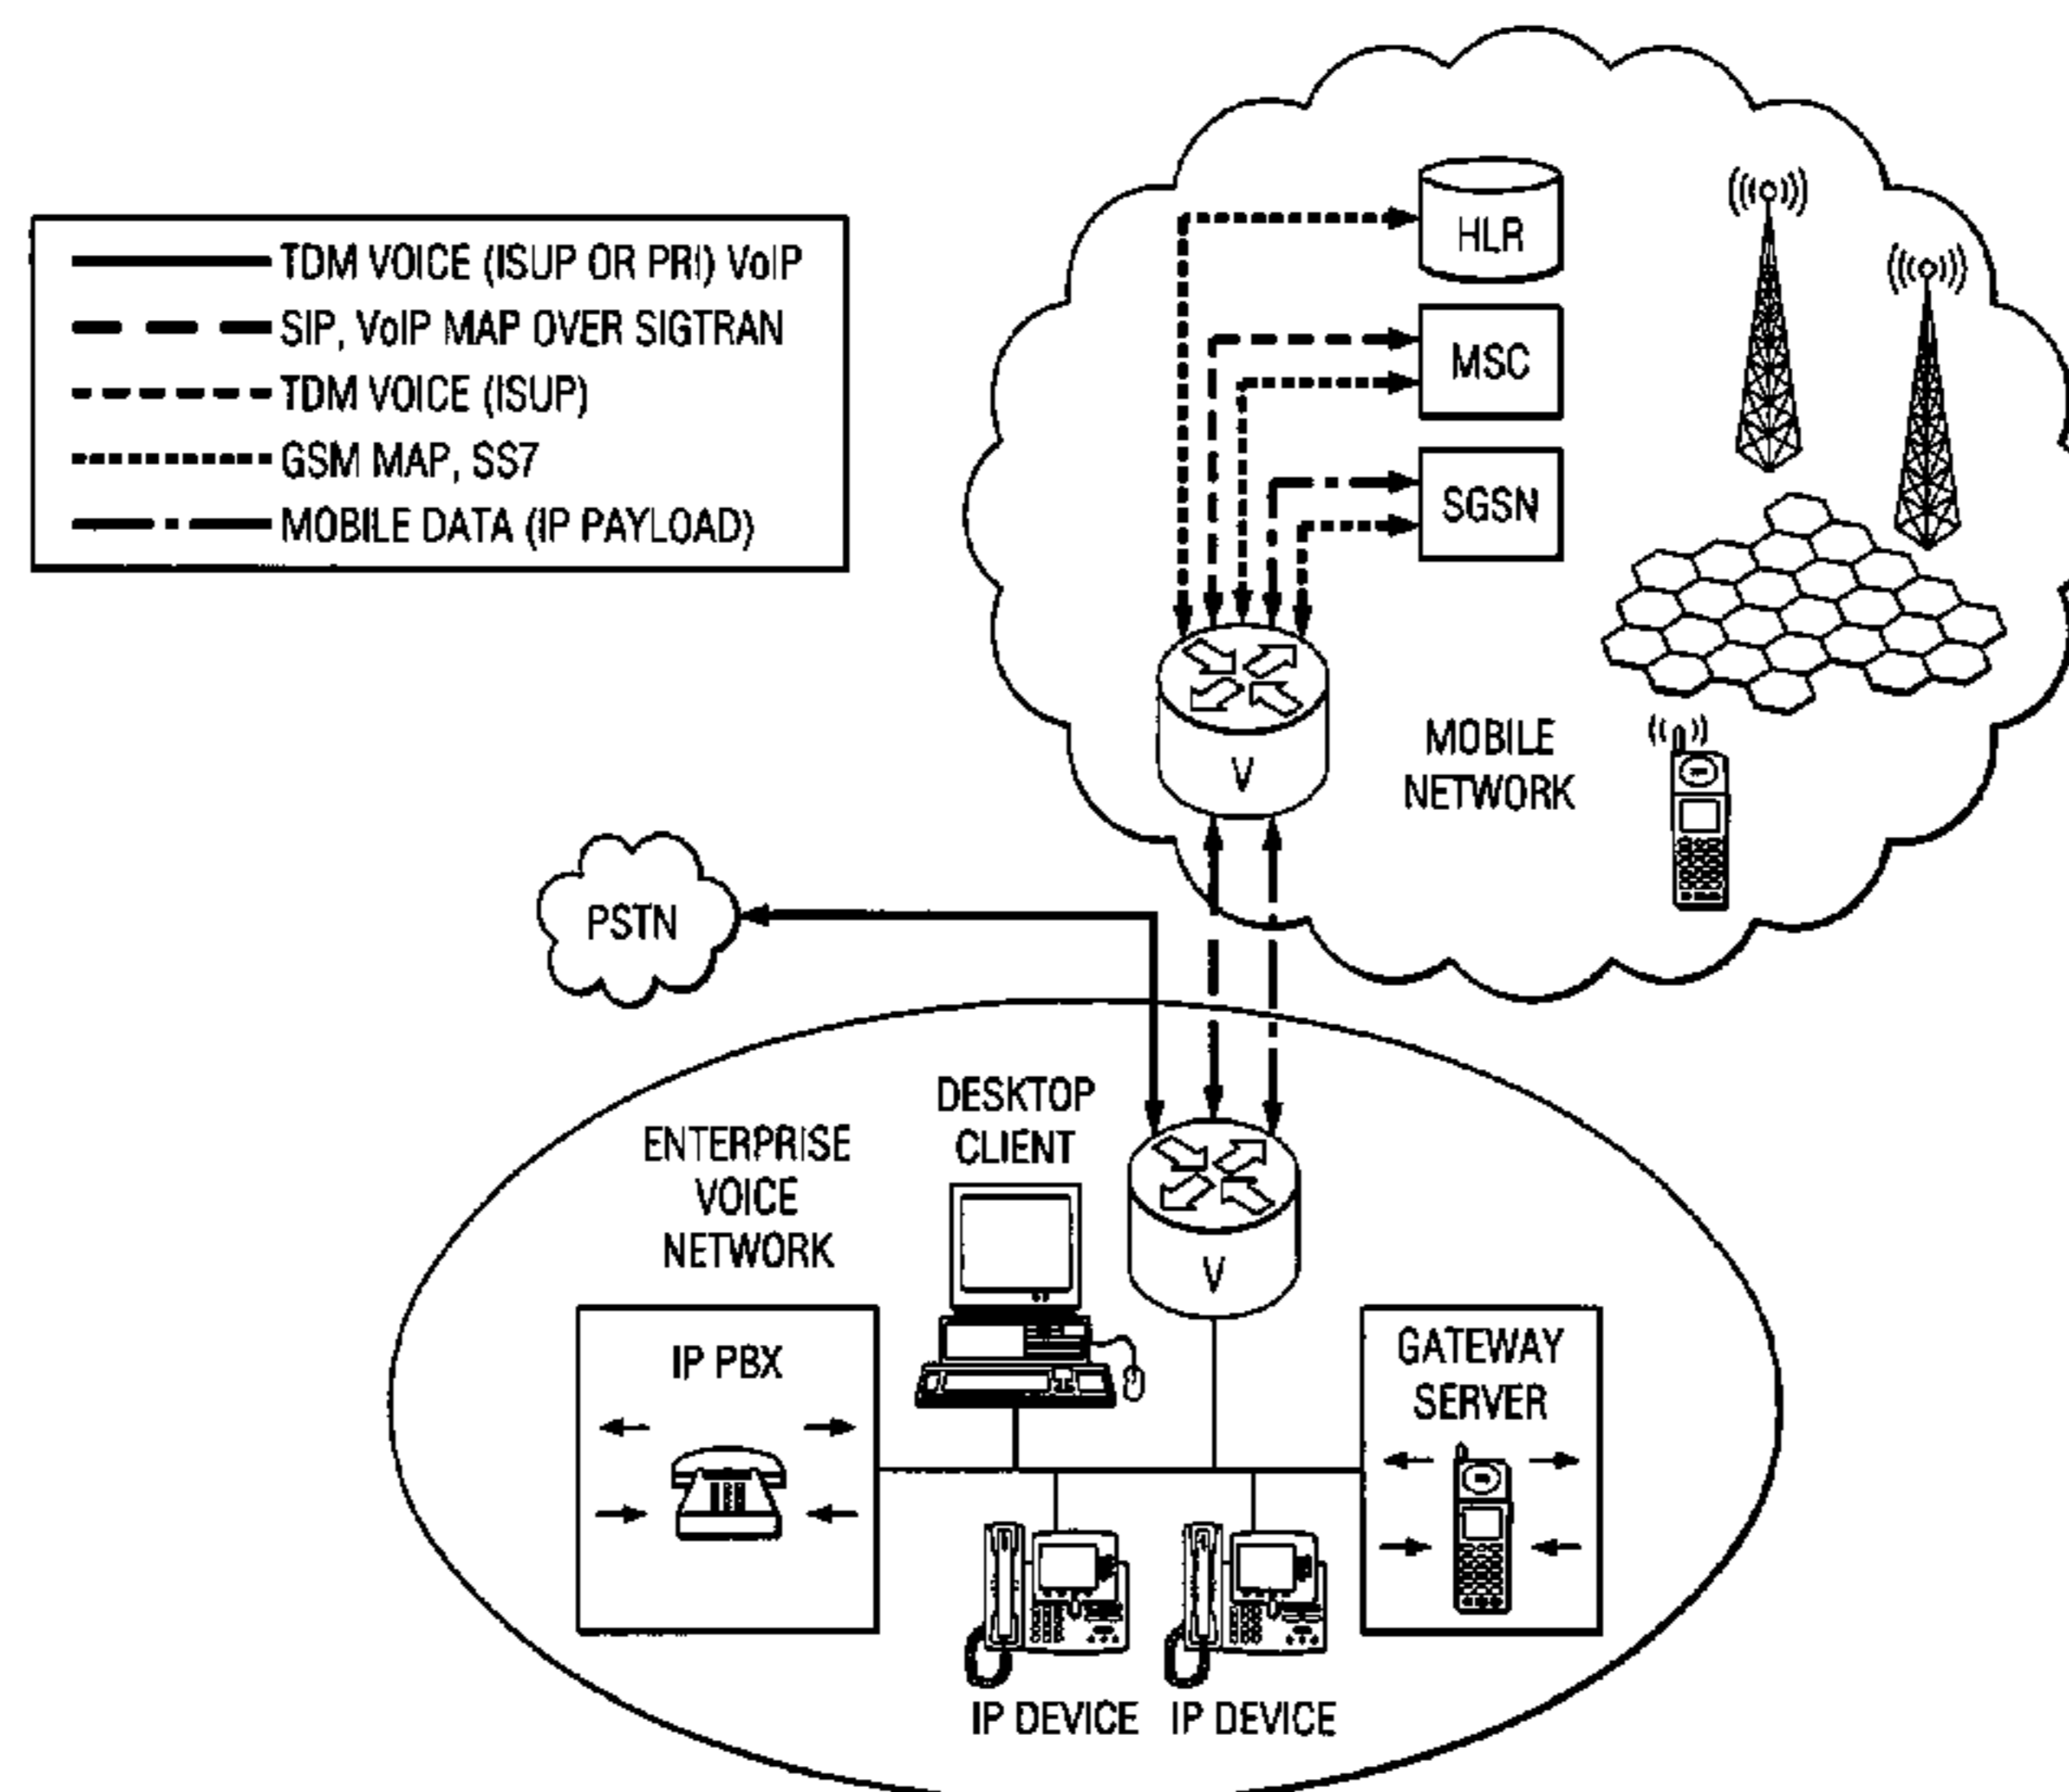 TDM VOICE (ISUP OR PRI) VoIP
SIP, VoIP MAP OVER SIGTRAN
TDM VOICE (ISUP)
GSM MAP, SS7
MOBILE DATA (IP PAYLOAD)
HLR
MSC
SGSN
V
MOBILE
NETWORK
PSTN
ENTERPRISE
VOICE
NETWORK
DESKTOP
CLIENT
V
IP PBX
GATEWAY
SERVER
IP DEVICE
IP DEVICE